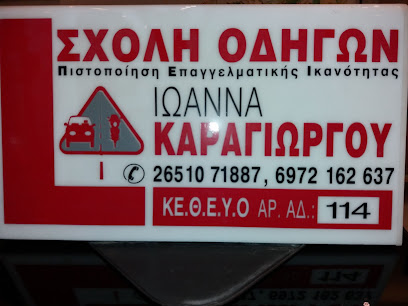 ΣΧΟΛΗ ΟΔΗΓΩΝ
Πιστοποίηση Επαγγελματικής Ικανότητας
ΙΩΑΝΝΑ
ΚΑΡΑΓΙΩΡΓΟΥ
✆ 26510 71887, 6972 162 637
ΚΕ.Θ.Ε.Υ.Ο ΑΡ. ΑΔ.: 114